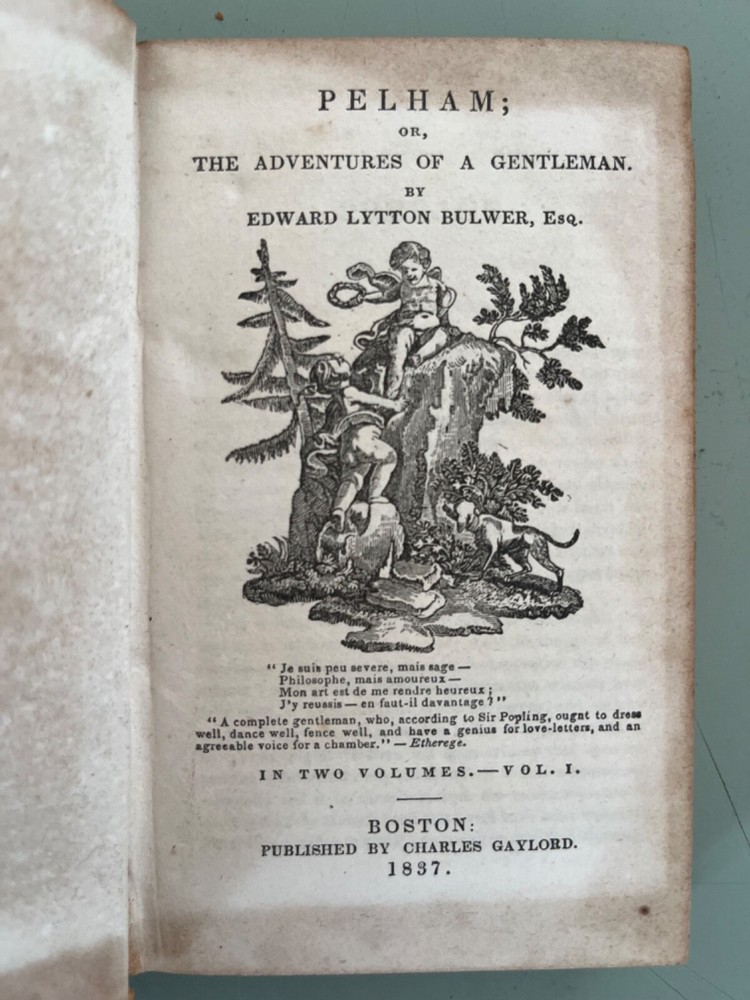 PELHAM;
OR,
THE ADVENTURES OF A GENTLEMAN.
BY
EDWARD LYTTON BULWER, Esq.
“ Je suis peu severe, mais sage —
Philosophe, mais amoureux —
Mon art est de me rendre heureux ;
J'y reussis — en faut-il davantage ? ”
“ A complete gentleman, who, according to Sir Popling, ought to dress
well, dance well, fence well, and have a genius for love-letters, and an
agreeable voice for a chamber.” — Etherege.
IN TWO VOLUMES.—VOL. I.
BOSTON:
PUBLISHED BY CHARLES GAYLORD.
1837.